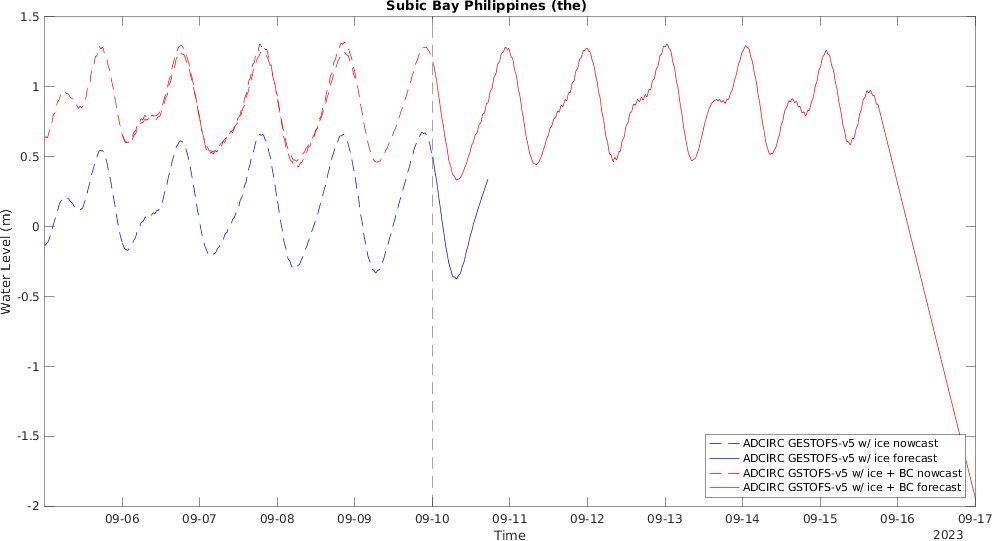 Subic Bay Philippines (the)
1.5
1
0.5
0
-0.5
-1
-1.5
-2
Water Level (m)
ADCIRC GESTOFS-v5 w/ ice nowcast
ADCIRC GESTOFS-v5 w/ ice forecast
ADCIRC GSTOFS-v5 w/ ice + BC nowcast
ADCIRC GSTOFS-v5 w/ ice + BC forecast
09-06 09-07 09-08 09-09 09-10 09-11 09-12 09-13 09-14 09-15 09-16 09-17
Time
2023